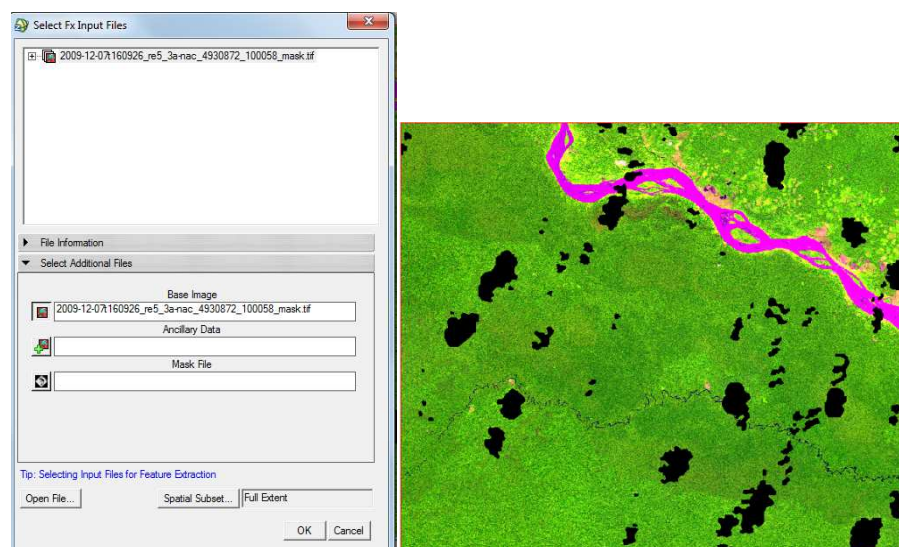 Select Fx Input Files
2009-12-07t160926_re5_3a-nac_4930872_100058_mask.tif
File Information
Select Additional Files
Base Image
2009-12-07t160926_re5_3a-nac_4930872_100058_mask.tif
Ancillary Data
Mask File
Tip: Selecting Input Files for Feature Extraction
Open File... Spatial Subset... Full Extent
OK Cancel